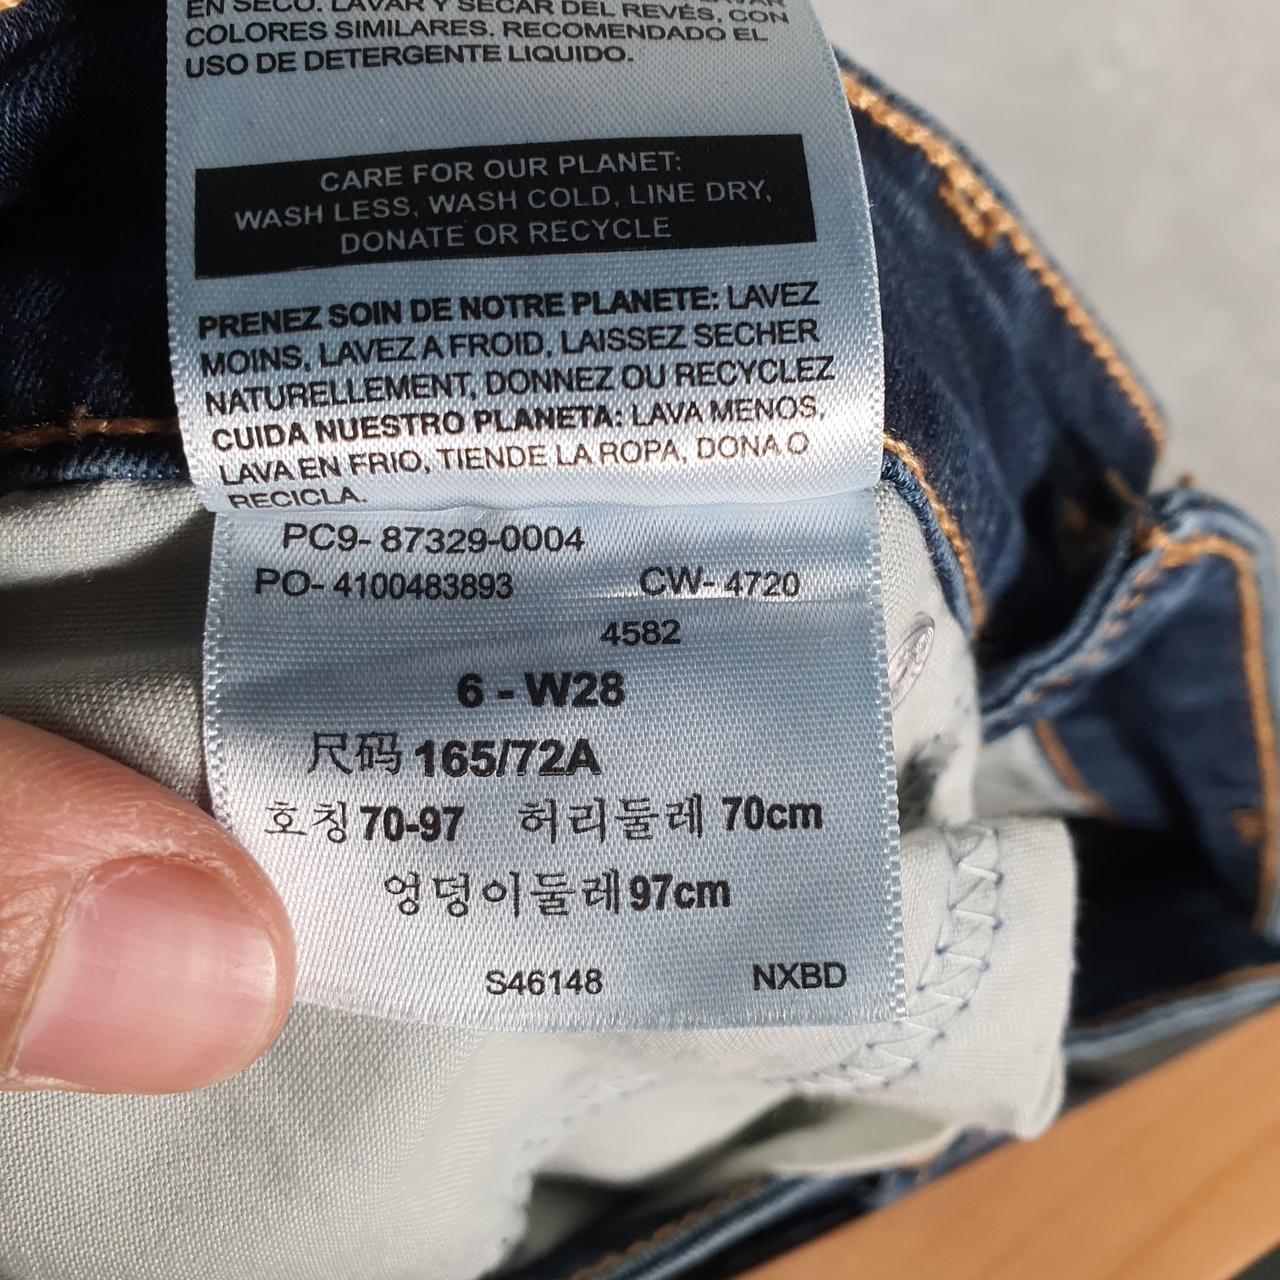 EN SECO. LAVAR Y SECAR DEL REVÉS, CON
COLORES SIMILARES. RECOMENDADO EL
USO DE DETERGENTE LIQUIDO.
CARE FOR OUR PLANET:
WASH LESS, WASH COLD, LINE DRY,
DONATE OR RECYCLE
PRENEZ SOIN DE NOTRE PLANETE: LAVEZ
MOINS, LAVEZ A FROID, LAISSEZ SECHER
NATURELLEMENT, DONNEZ OU RECYCLEZ
CUIDA NUESTRO PLANETA: LAVA MENOS,
LAVA EN FRIO, TIENDE LA ROPA, DONA O
RECICLA.
PC9- 87329-0004
PO- 4100483893 CW- 4720
4582
6 - W28
尺码 165/72A
호칭 70-97 허리둘레 70cm
엉덩이둘레 97cm
S46148 NXBD